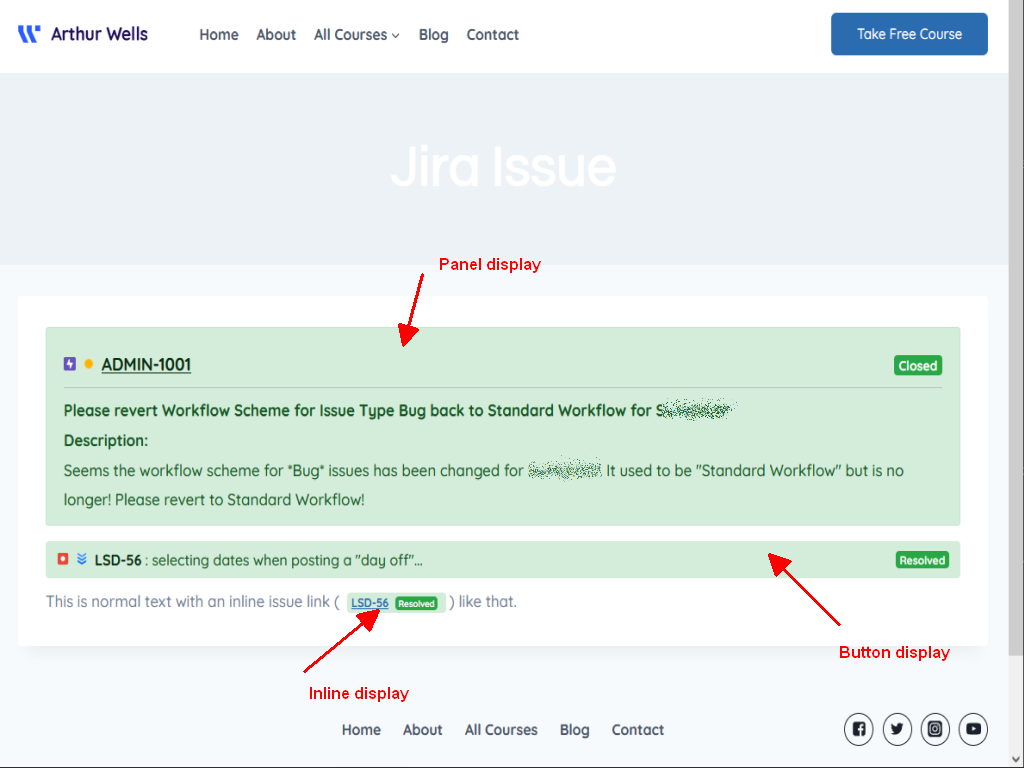 Arthur Wells Home About All Courses Blog Contact Take Free Course
Jira Issue
Panel display
ADMIN-1001 Closed
Please revert Workflow Scheme for Issue Type Bug back to Standard Workflow for
Description:
Seems the workflow scheme for *Bug* issues has been changed for It used to be "Standard Workflow" but is no
longer! Please revert to Standard Workflow!
LSD-56 : selecting dates when posting a "day off"... Resolved
This is normal text with an inline issue link ( LSD-56 Resolved ) like that.
Button display
Inline display
Home About All Courses Blog Contact